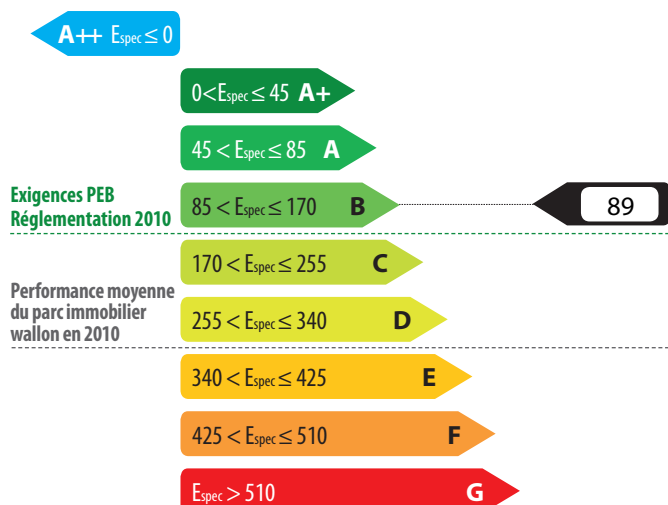 A++ Espec ≤ 0
0<Espec ≤ 45 A+
45 < Espec ≤ 85 A
Exigences PEB
Réglementation 2010
85 < Espec ≤ 170 B
89
170 < Espec ≤ 255 C
Performance moyenne
du parc immobilier
wallon en 2010
255 < Espec ≤ 340 D
340 < Espec ≤ 425 E
425 < Espec ≤ 510 F
Espec > 510 G